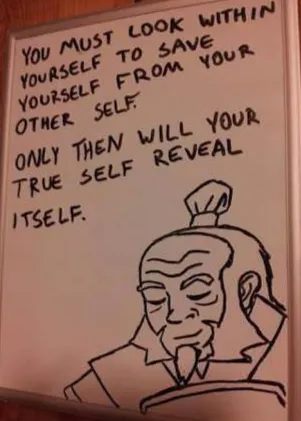 YOU MUST LOOK WITHIN
YOURSELF TO SAVE
YOURSELF FROM YOUR
OTHER SELF.
ONLY THEN WILL YOUR
TRUE SELF REVEAL
ITSELF.